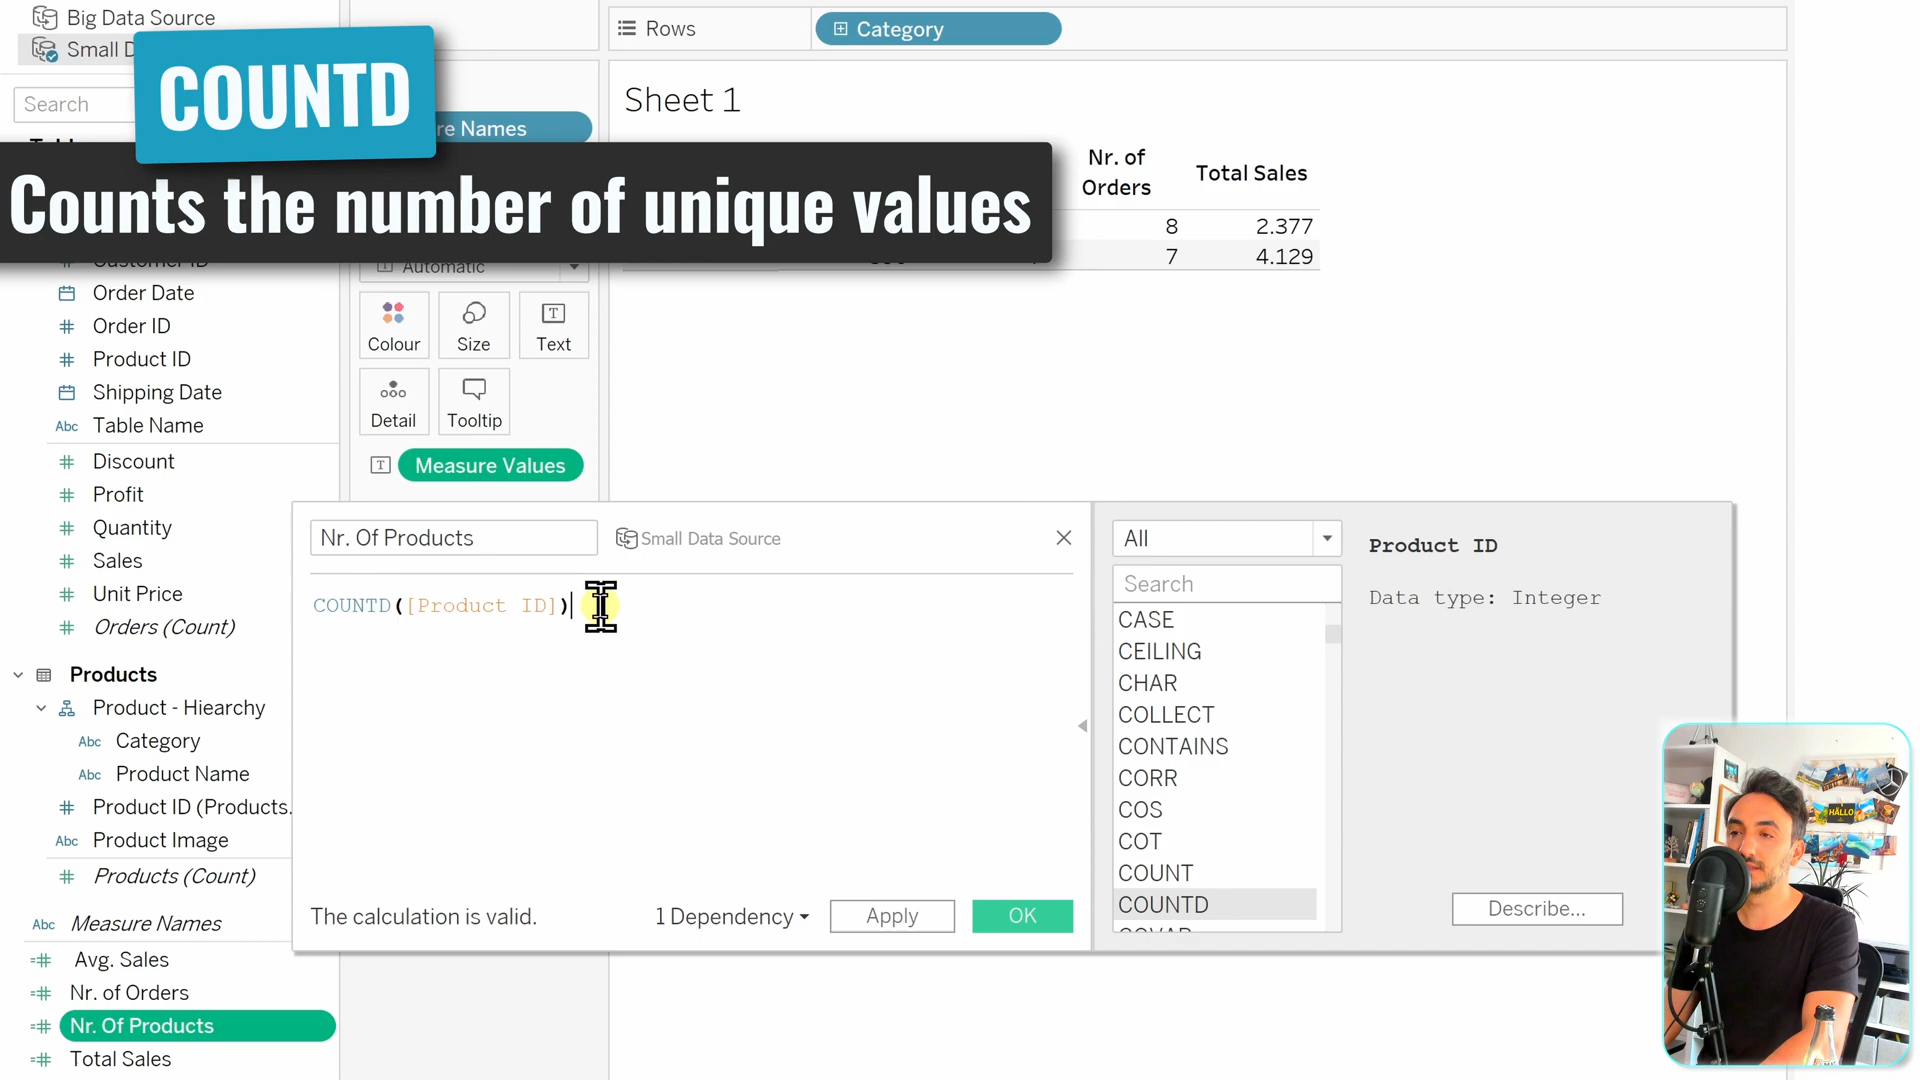 Big Data Source
Small D
COUNTD
Counts the number of unique values
Search
Rows
Category
re Names
Sheet 1
Nr. of
Orders
Total Sales
8
2.377
7
4.129
Automatic
Colour
Size
Text
Detail
Tooltip
Measure Values
Customer ID
Order Date
Order ID
Product ID
Shipping Date
Abc Table Name
Discount
Profit
Quantity
Sales
Unit Price
Orders (Count)
Products
Product - Hiearchy
Abc Category
Abc Product Name
Product ID (Products.
Abc Product Image
Products (Count)
Abc Measure Names
Avg. Sales
Nr. of Orders
Nr. Of Products
Total Sales
Nr. Of Products
Small Data Source
COUNTD([Product ID])
The calculation is valid.
1 Dependency
Apply
OK
All
Search
CASE
CEILING
CHAR
COLLECT
CONTAINS
CORR
COS
COT
COUNT
COUNTD
COVAR
Product ID
Data type: Integer
Describe...
HALLO